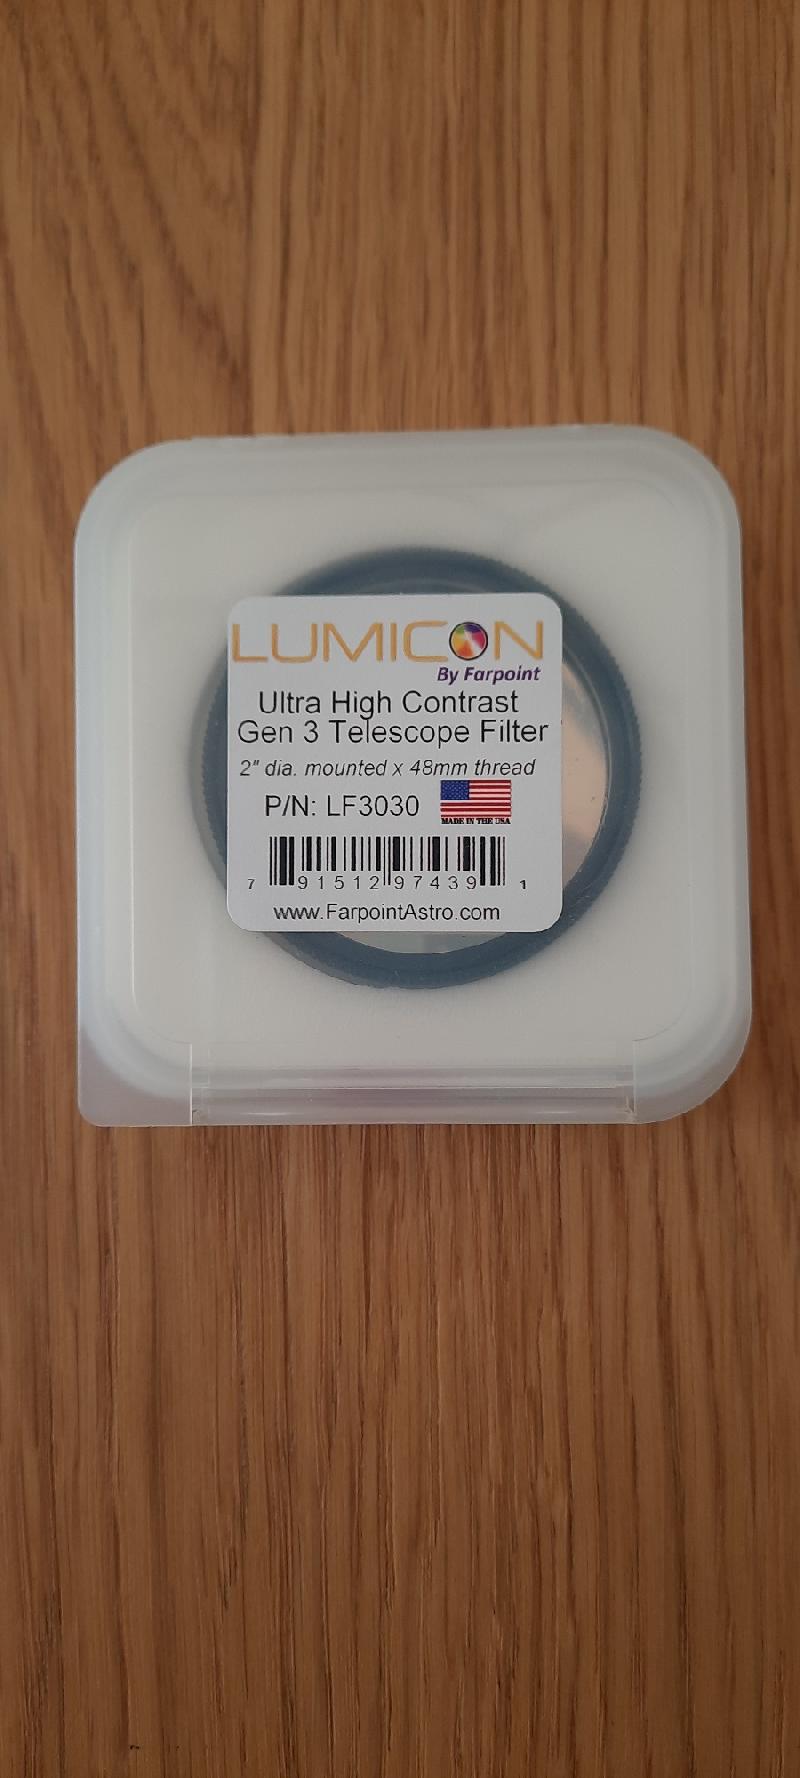 LUMICON
By Farpoint
Ultra High Contrast
Gen 3 Telescope Filter
2" dia. mounted x 48mm thread
P/N: LF3030
MADE IN THE USA
7 91512 97439 1
www.FarpointAstro.com